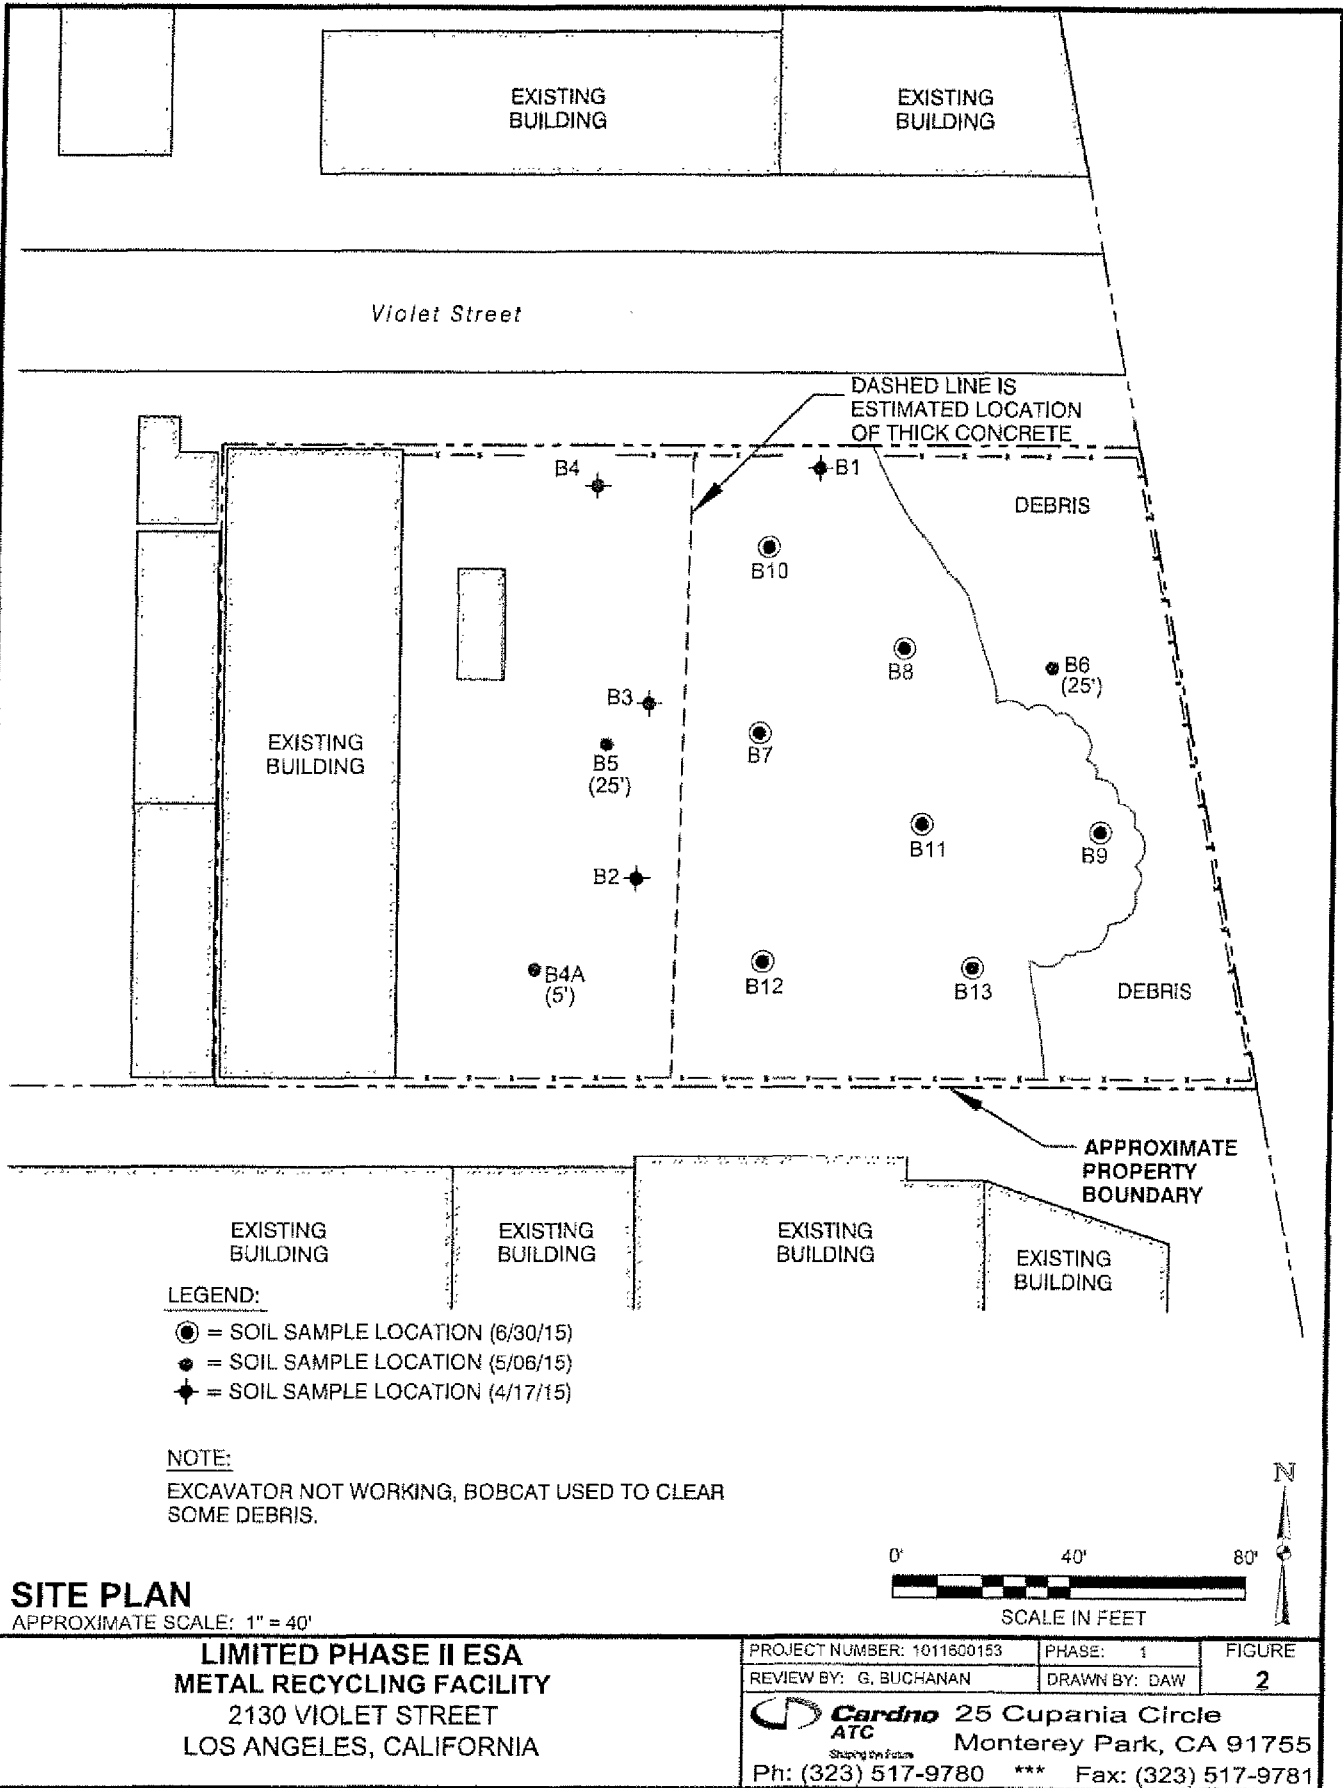 EXISTING
BUILDING
EXISTING
BUILDING
Violet Street
DASHED LINE IS
ESTIMATED LOCATION
OF THICK CONCRETE
B4
B1
DEBRIS
B10
B8
B6
(25')
B3
EXISTING
BUILDING
B5
(25')
B7
B11
B9
B2
B4A
(5')
B12
B13
DEBRIS
APPROXIMATE
PROPERTY
BOUNDARY
EXISTING
BUILDING
EXISTING
BUILDING
EXISTING
BUILDING
EXISTING
BUILDING
LEGEND:
= SOIL SAMPLE LOCATION (6/30/15)
= SOIL SAMPLE LOCATION (5/06/15)
= SOIL SAMPLE LOCATION (4/17/15)
NOTE:
EXCAVATOR NOT WORKING, BOBCAT USED TO CLEAR
SOME DEBRIS.
N
0' 40' 80'
SCALE IN FEET
SITE PLAN
APPROXIMATE SCALE: 1" = 40'
LIMITED PHASE II ESA
METAL RECYCLING FACILITY
2130 VIOLET STREET
LOS ANGELES, CALIFORNIA
PROJECT NUMBER: 1011600153
PHASE: 1
FIGURE
2
REVIEW BY: G. BUCHANAN
DRAWN BY: DAW
Cardno
ATC
Shaping the Future
25 Cupania Circle
Monterey Park, CA 91755
Ph: (323) 517-9780 *** Fax: (323) 517-9781